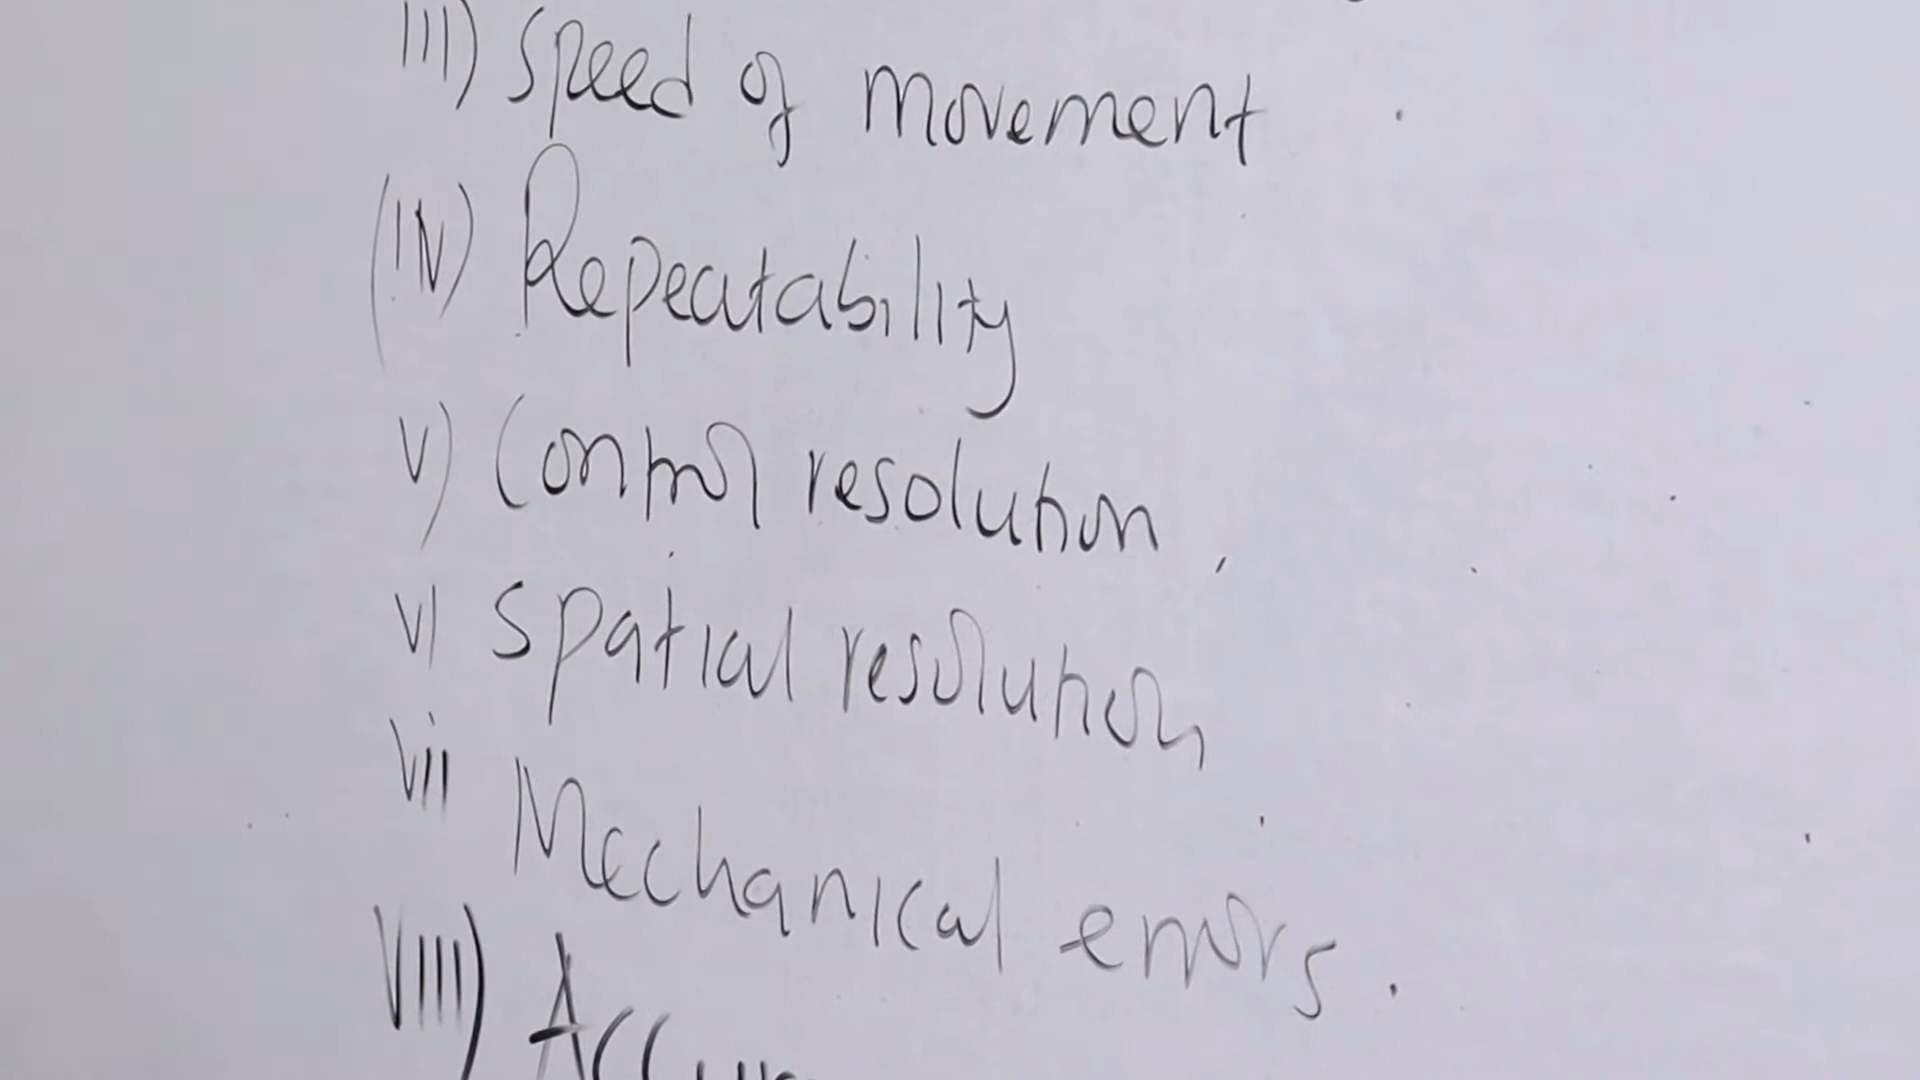 III) Speed of movement
(IV) Repeatability
V) Control resolution,
VI Spatial resolution
Vii Mechanical errors.
VIII)